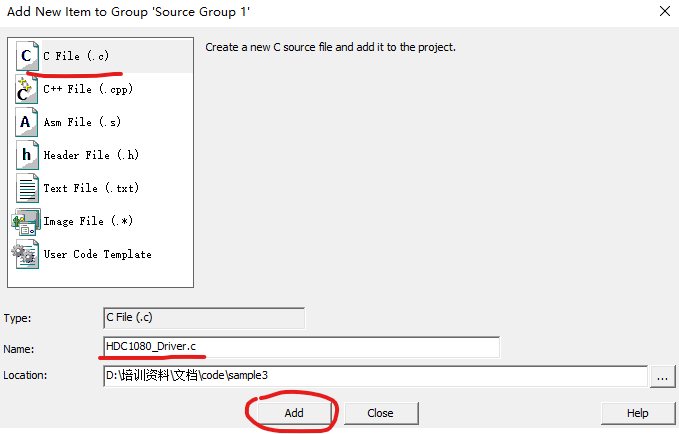 Add New Item to Group 'Source Group 1'
C File (.c)
Create a new C source file and add it to the project.
C++ File (.cpp)
Asm File (.s)
Header File (.h)
Text File (.txt)
Image File (.*)
User Code Template
Type:
C File (.c)
Name:
HDC1080_Driver.c
Location:
D:\培训资料\文档\code\sample3
...
Add
Close
Help